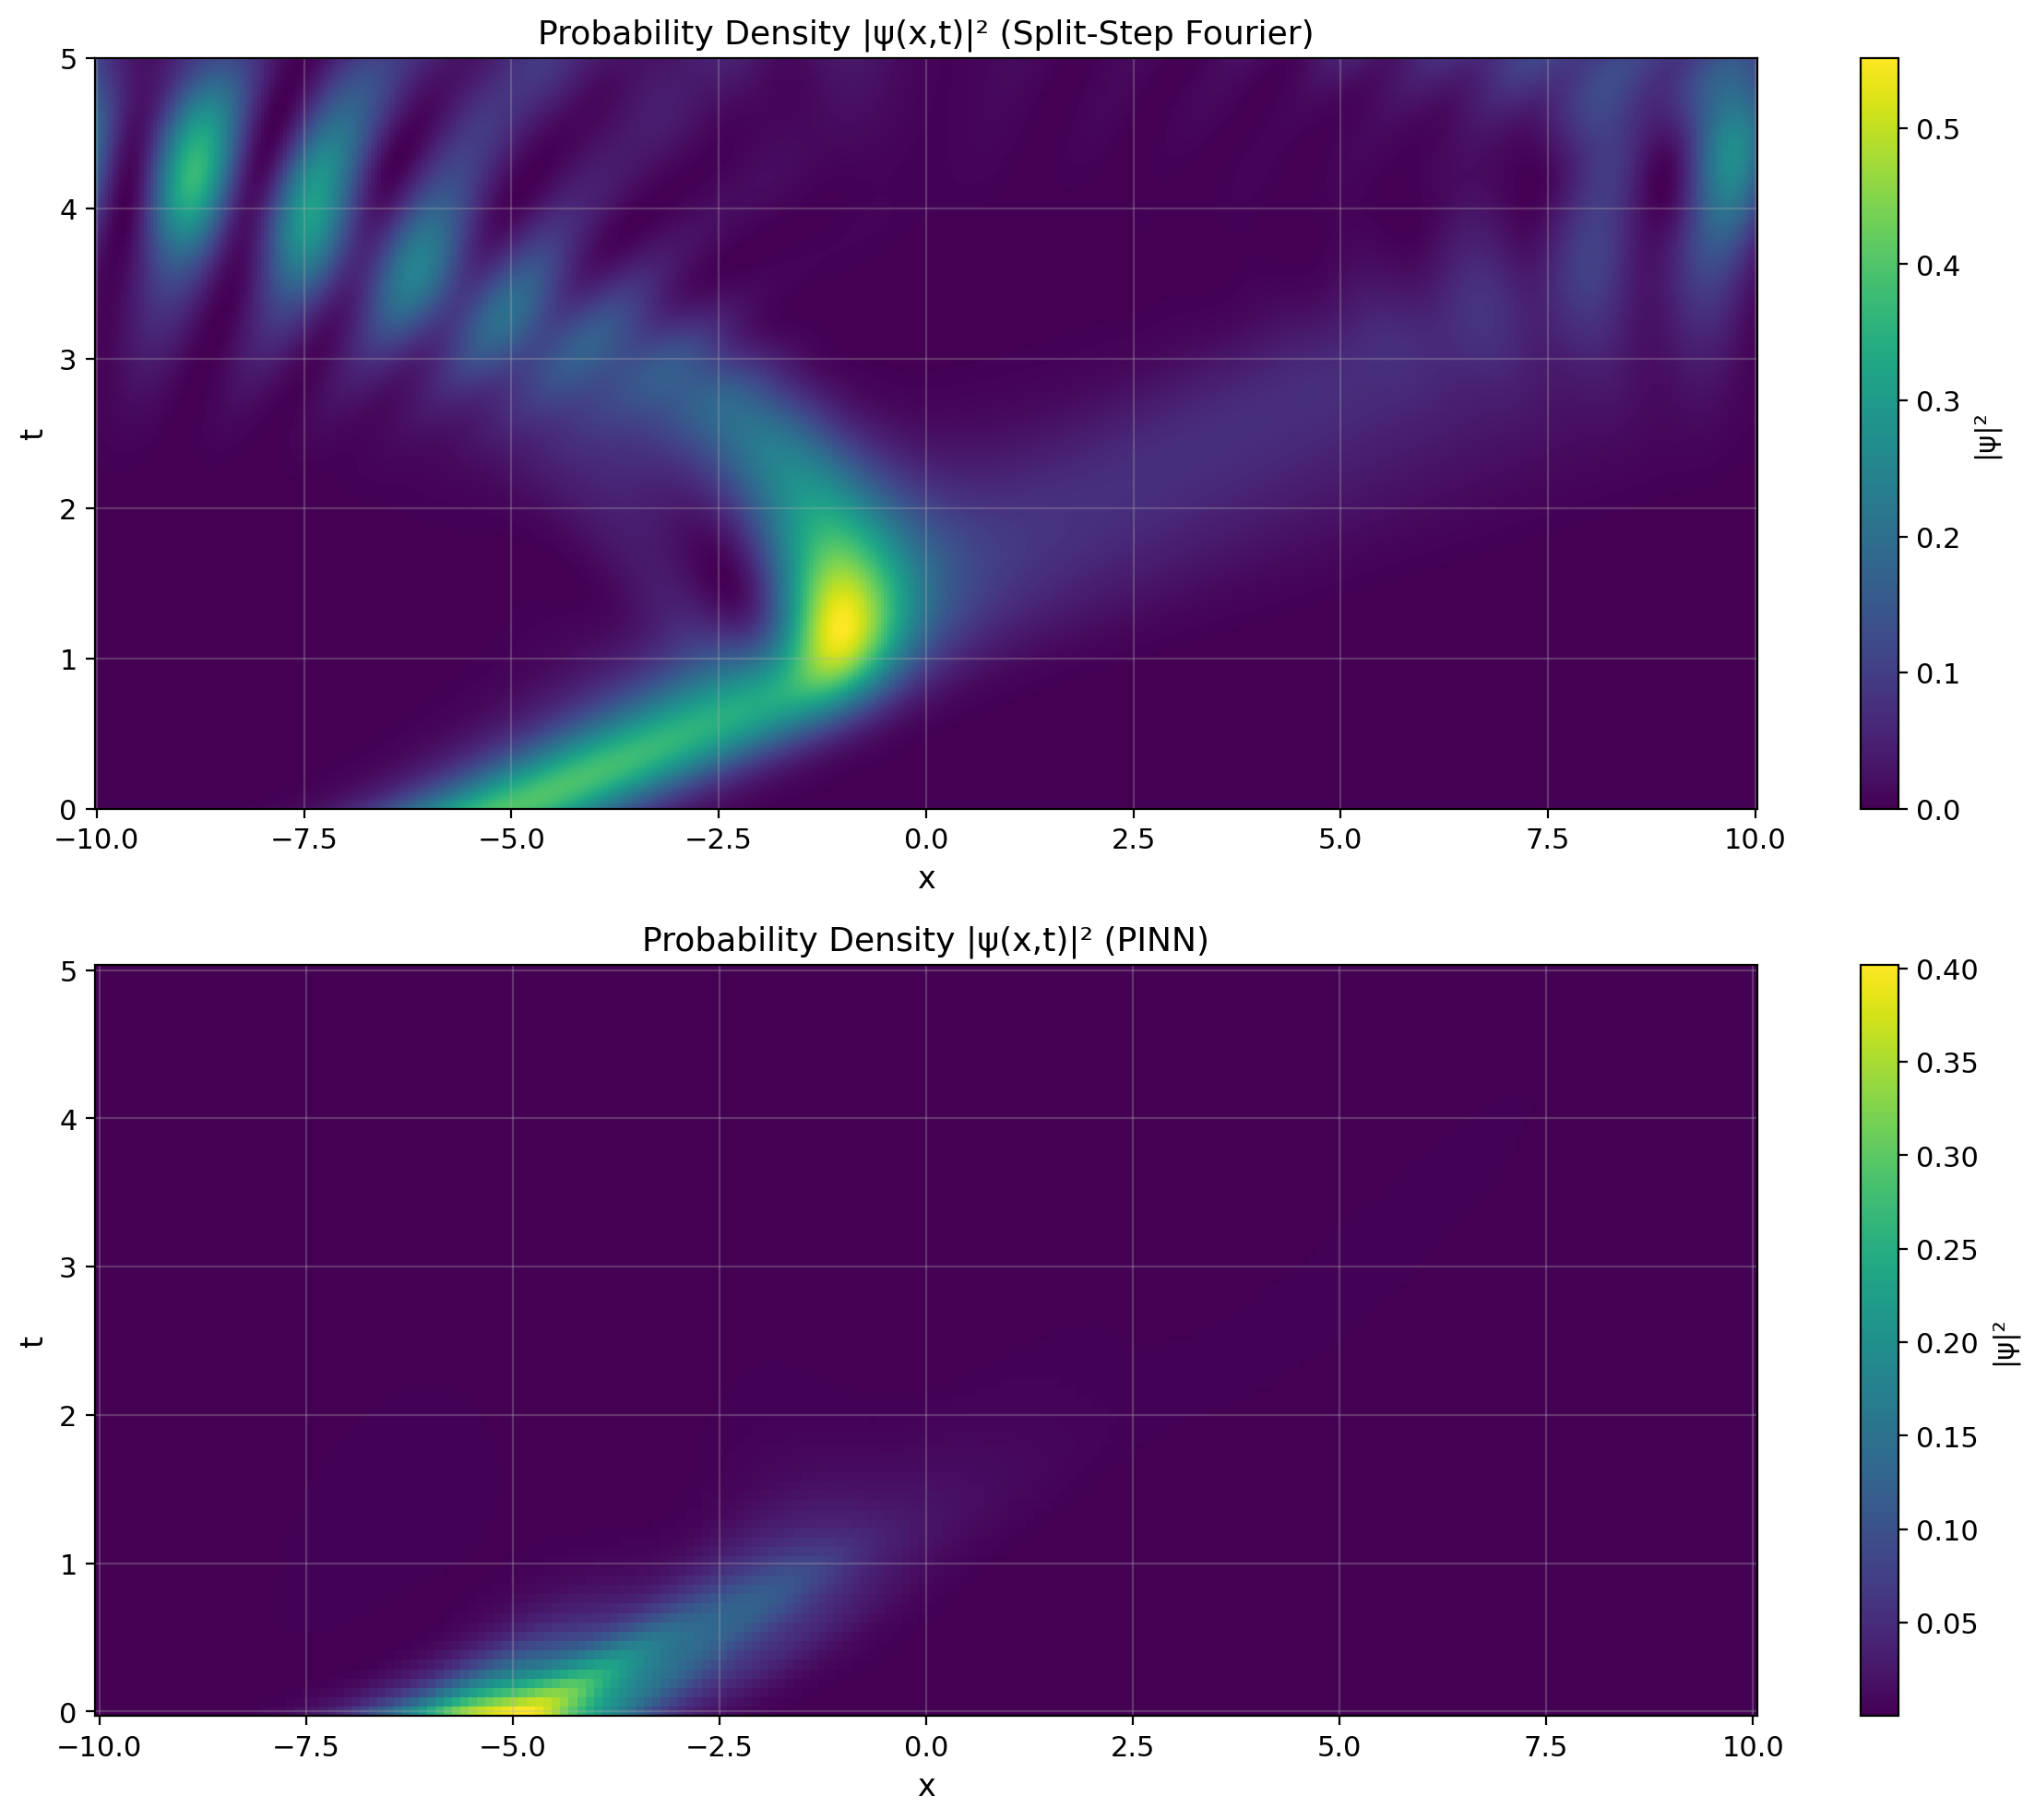 Probability Density |ψ(x,t)|² (Split-Step Fourier)
5
4
3
2
1
0
t
−10.0 −7.5 −5.0 −2.5 0.0 2.5 5.0 7.5 10.0
x
0.5
0.4
0.3
0.2
0.1
0.0
|ψ|²
Probability Density |ψ(x,t)|² (PINN)
5
4
3
2
1
0
t
−10.0 −7.5 −5.0 −2.5 0.0 2.5 5.0 7.5 10.0
x
0.40
0.35
0.30
0.25
0.20
0.15
0.10
0.05
|ψ|²